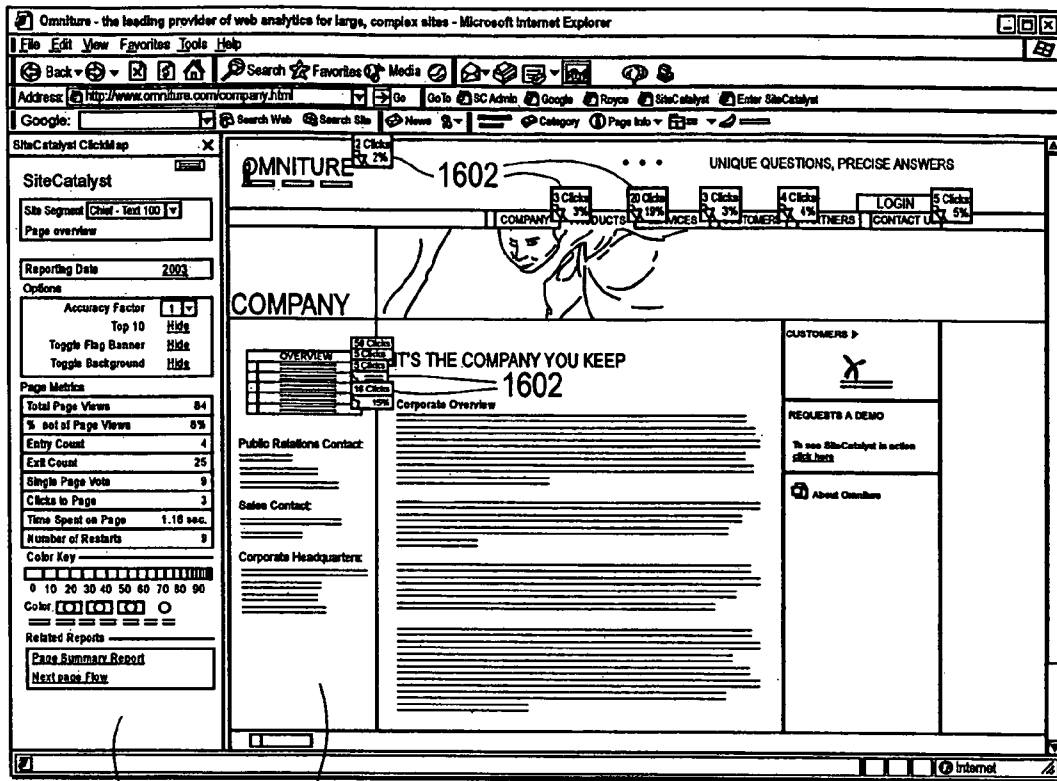 Omniture - the leading provider of web analytics for large, complex sites - Microsoft Internet Explorer
File Edit View Favorites Tools Help
Back Search Favorites Media
Address: http://www.omniture.com/company.html Go GoTo SC Admin Google Royce SiteCatalyst Enter SiteCatalyst
Google: Search Web Search Site News Category Page Info
SiteCatalyst ClickMap X
SiteCatalyst
Site Segment Chief - Text 100
Page overview
Reporting Date 2003
Options
Accuracy Factor 1
Top 10 Hide
Toggle Flag Banner Hide
Toggle Background Hide
Page Metrics
Total Page Views 84
% sot of Page Views 8%
Entry Count 4
Exit Count 25
Single Page Vote 9
Clicks to Page 3
Time Spent on Page 1.16 sec.
Number of Restarts 9
Color Key
0 10 20 30 40 50 60 70 80 90
Color:
Related Reports
Page Summary Report
Next page Flow
OMNITURE
2 Clicks
2%
1602
UNIQUE QUESTIONS, PRECISE ANSWERS
3 Clicks
3%
20 Clicks
19%
3 Clicks
3%
4 Clicks
4%
LOGIN
5 Clicks
5%
COMPANY
CONTACT U
COMPANY
58 Clicks
5 Clicks
5 Clicks
16 Clicks
15%
OVERVIEW
IT'S THE COMPANY YOU KEEP
1602
Corporate Overview
Public Relations Contact:
Sales Contact:
Corporate Headquarters:
CUSTOMERS
REQUESTS A DEMO
To see SiteCatalyst in action
click here
About Omniture
Internet